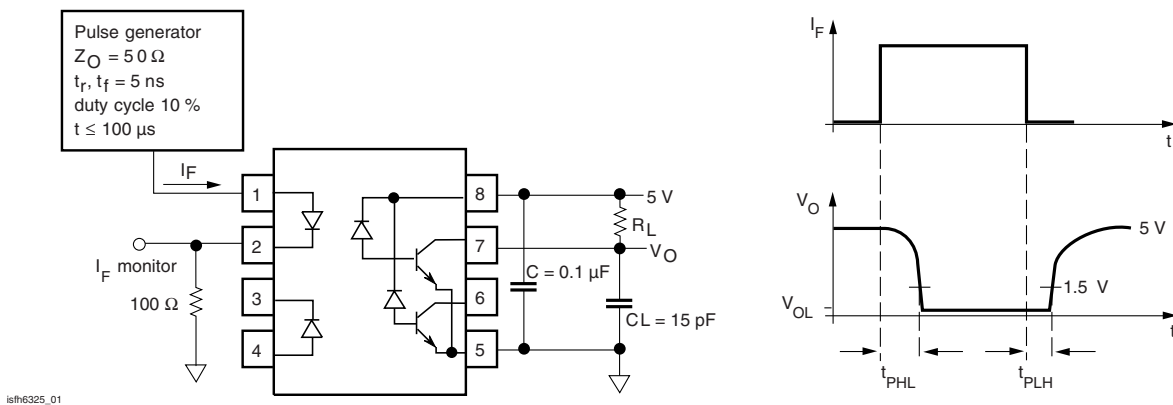 Pulse generator
ZO = 50 Ω
tr, tf = 5 ns
duty cycle 10 %
t ≤ 100 µs
IF
1
2
3
4
8
7
6
5
IF monitor
100 Ω
5 V
RL
VO
C = 0.1 µF
CL = 15 pF
isfh6325_01
IF
t
VO
5 V
1.5 V
VOL
t
tPHL
tPLH